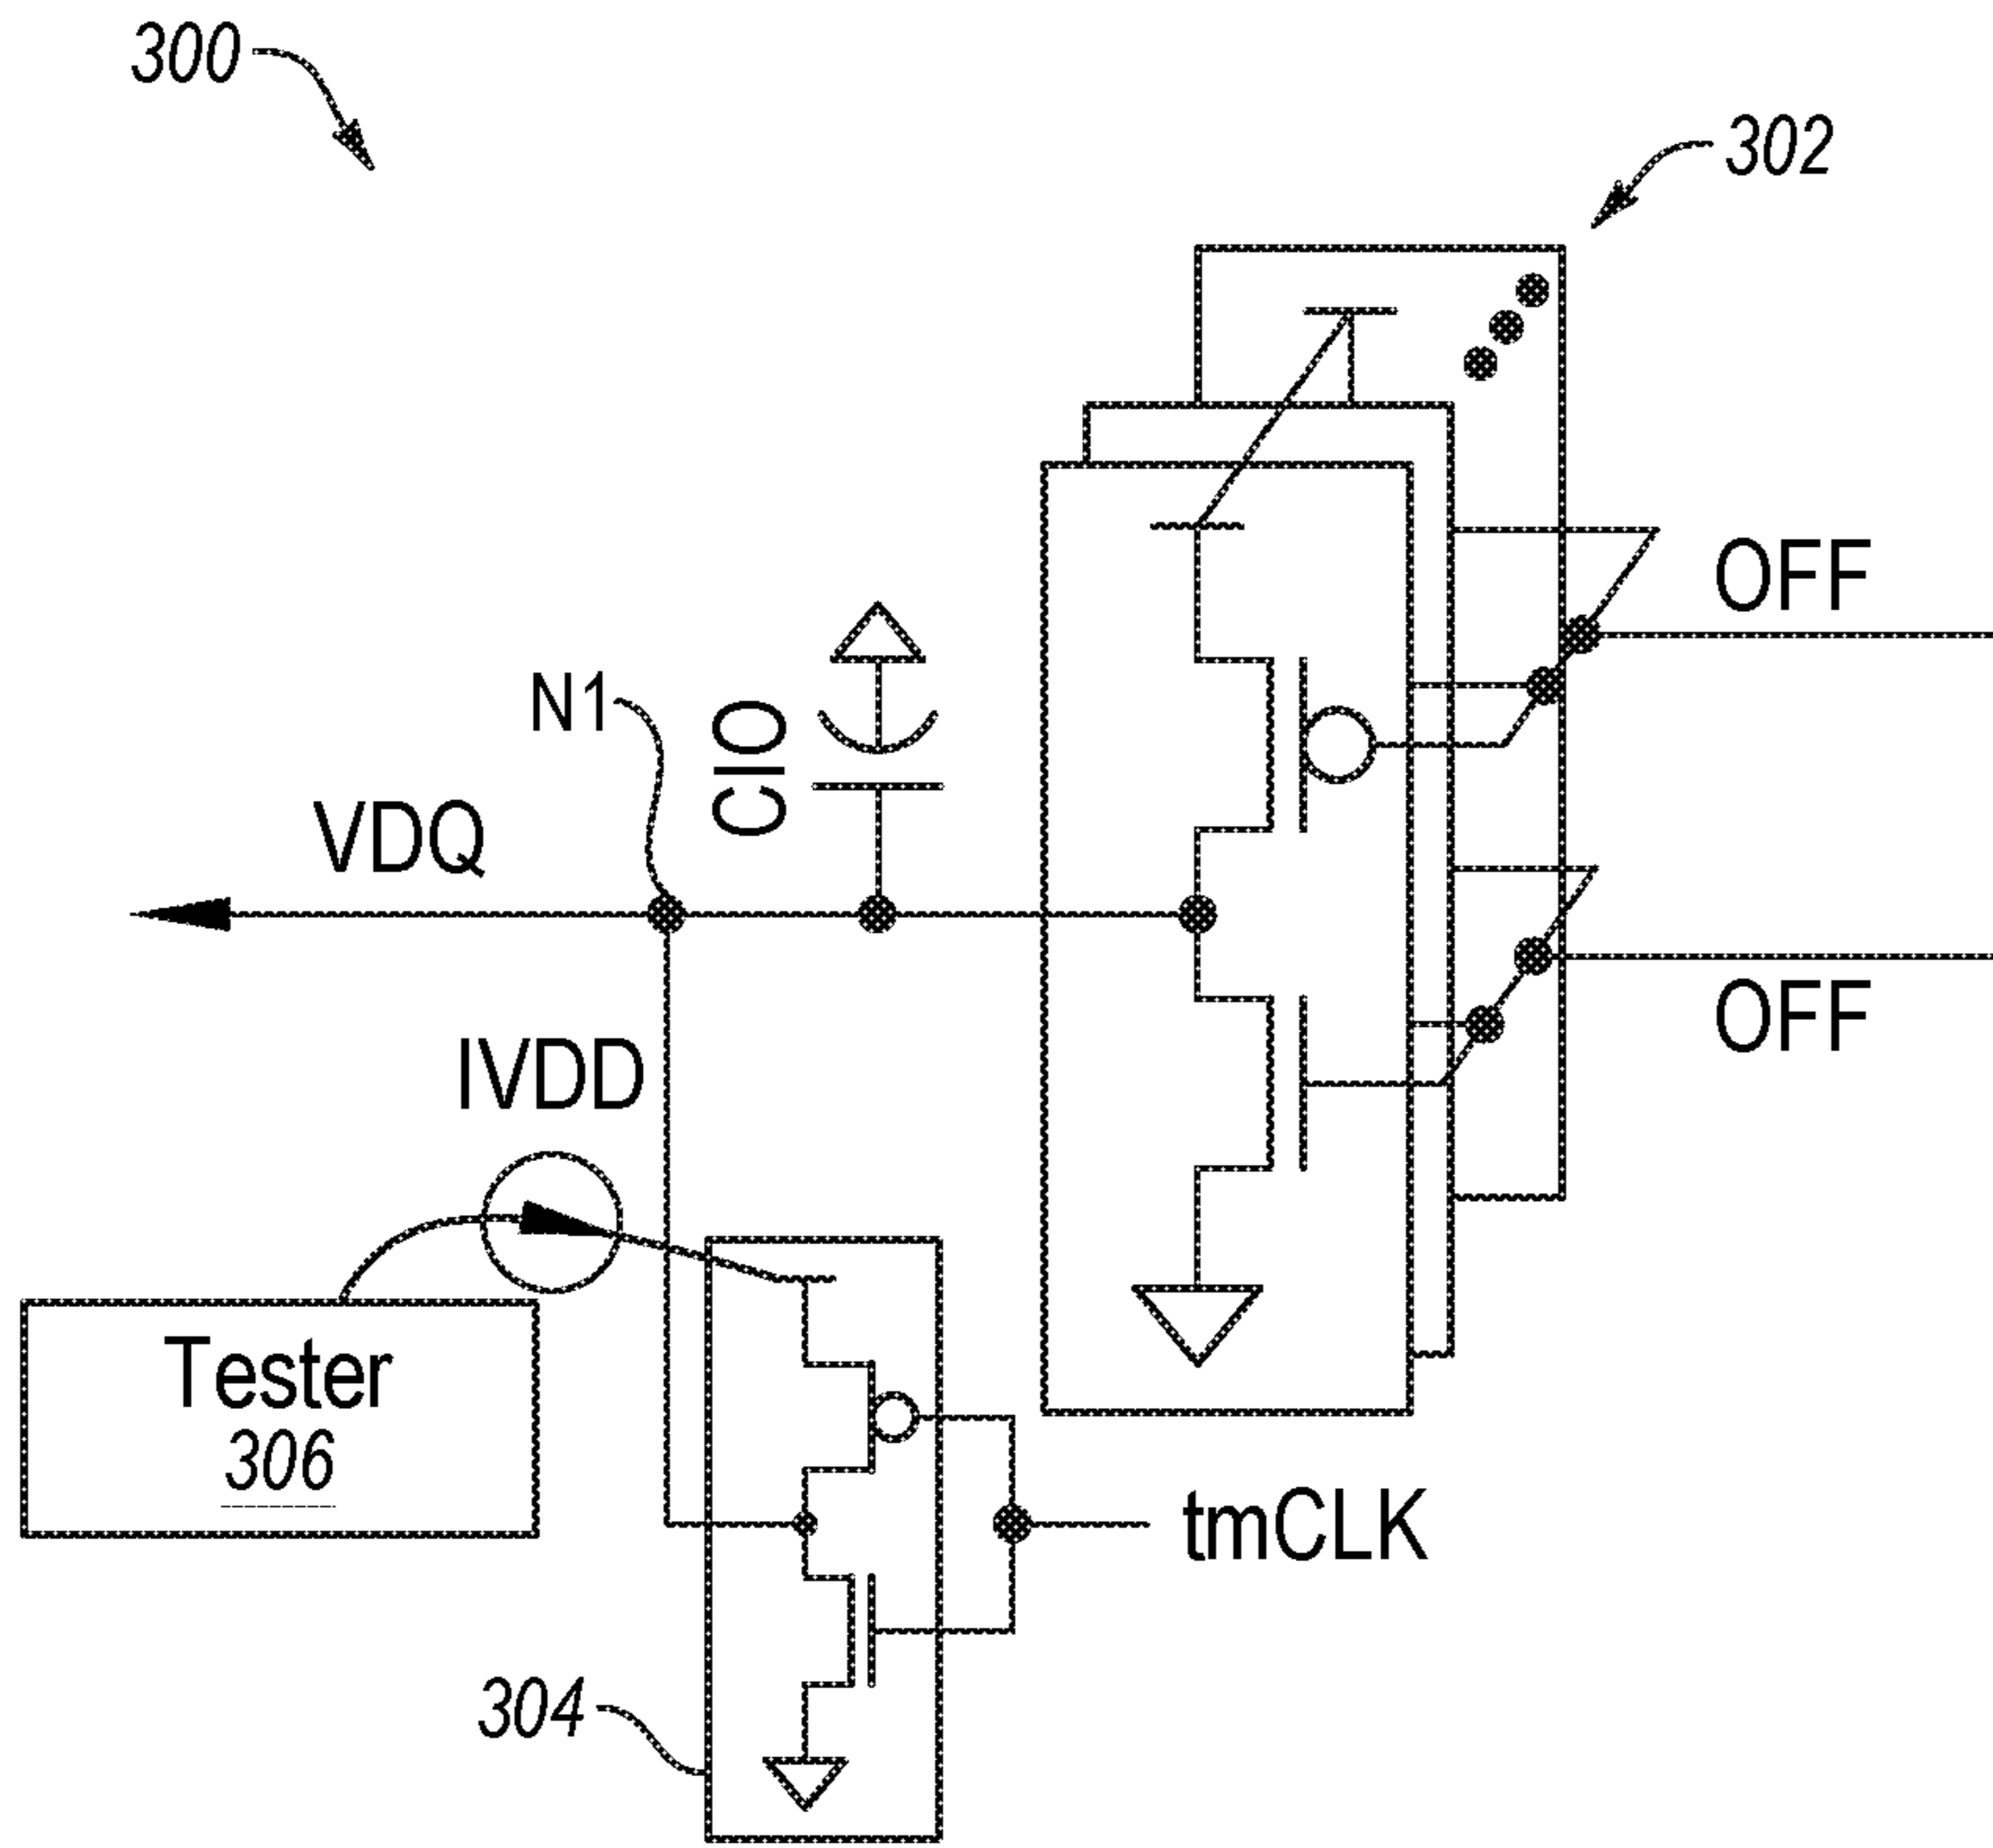 300
302
OFF
N1
CIO
VDQ
OFF
IVDD
Tester
306
tmCLK
304